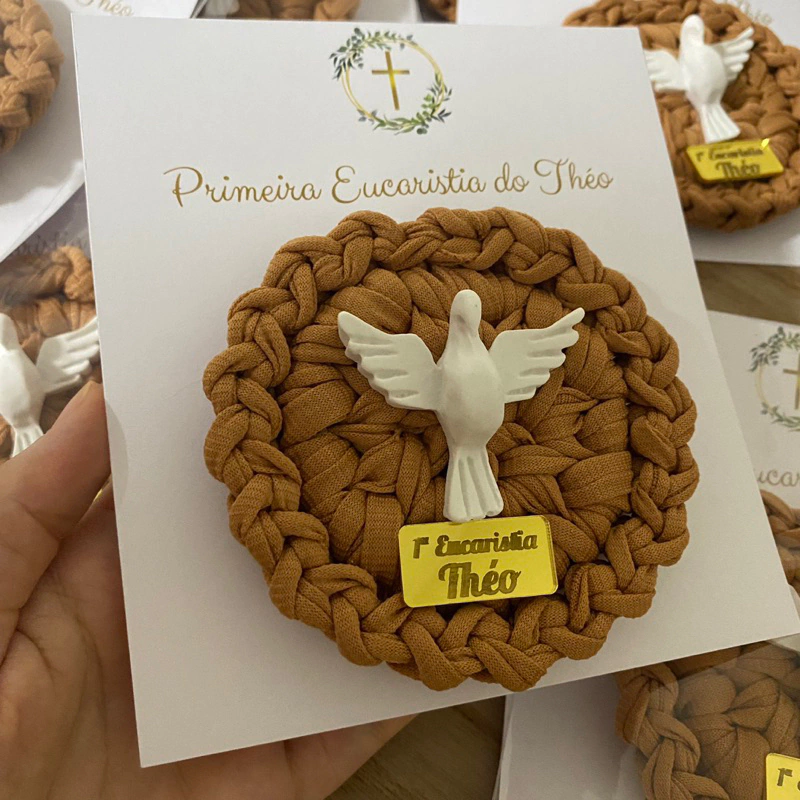 Primeira Eucaristia do Théo
1ª Eucaristia
Théo
1ª Eucaristia
Théo